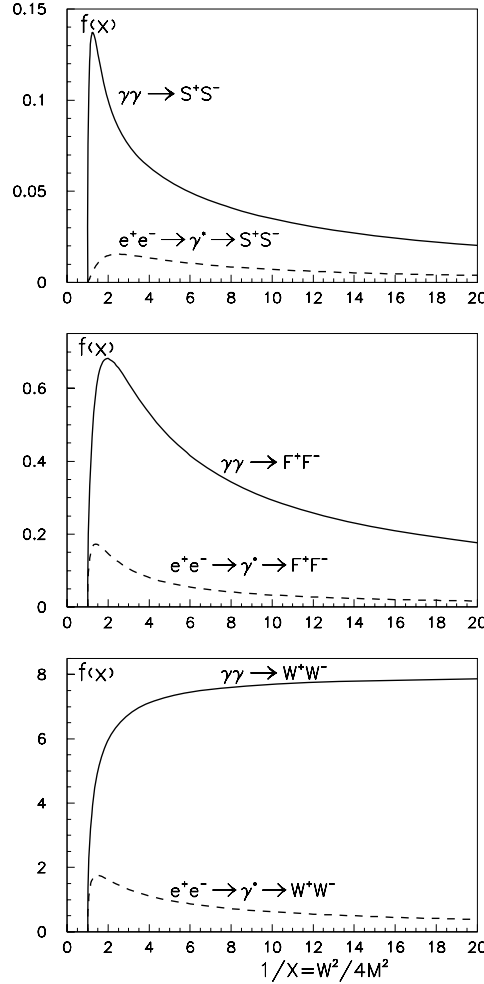 0.15
f(x)
γγ → S⁺S⁻
0.1
0.05
e⁺e⁻ → γ* → S⁺S⁻
0
0 2 4 6 8 10 12 14 16 18 20
f(x)
0.6
γγ → F⁺F⁻
0.4
0.2
e⁺e⁻ → γ* → F⁺F⁻
0
0 2 4 6 8 10 12 14 16 18 20
f(x)
γγ → W⁺W⁻
8
6
4
2
e⁺e⁻ → γ* → W⁺W⁻
0
0 2 4 6 8 10 12 14 16 18 20
1/X=W²/4M²